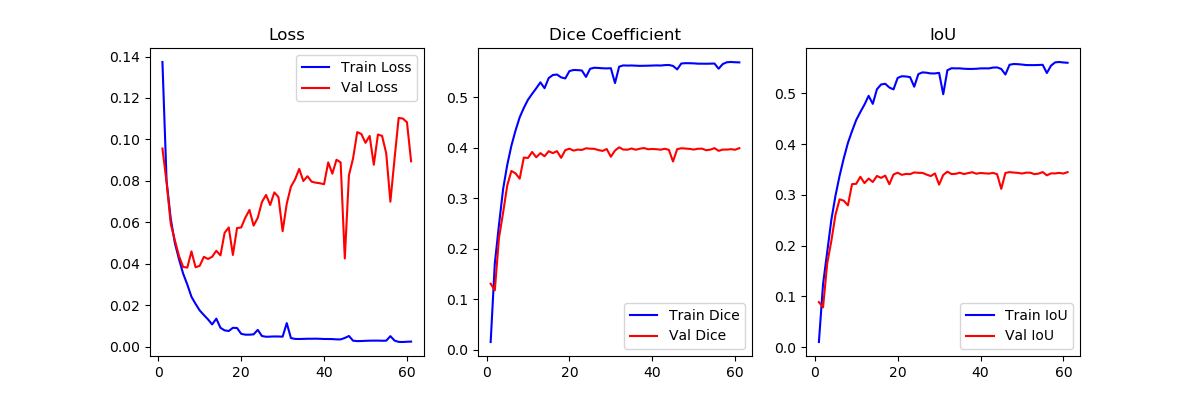 Loss
0.14
0.12
0.10
0.08
0.06
0.04
0.02
0.00
0 20 40 60
Train Loss
Val Loss
Dice Coefficient
0.5
0.4
0.3
0.2
0.1
0.0
0 20 40 60
Train Dice
Val Dice
IoU
0.5
0.4
0.3
0.2
0.1
0.0
0 20 40 60
Train IoU
Val IoU